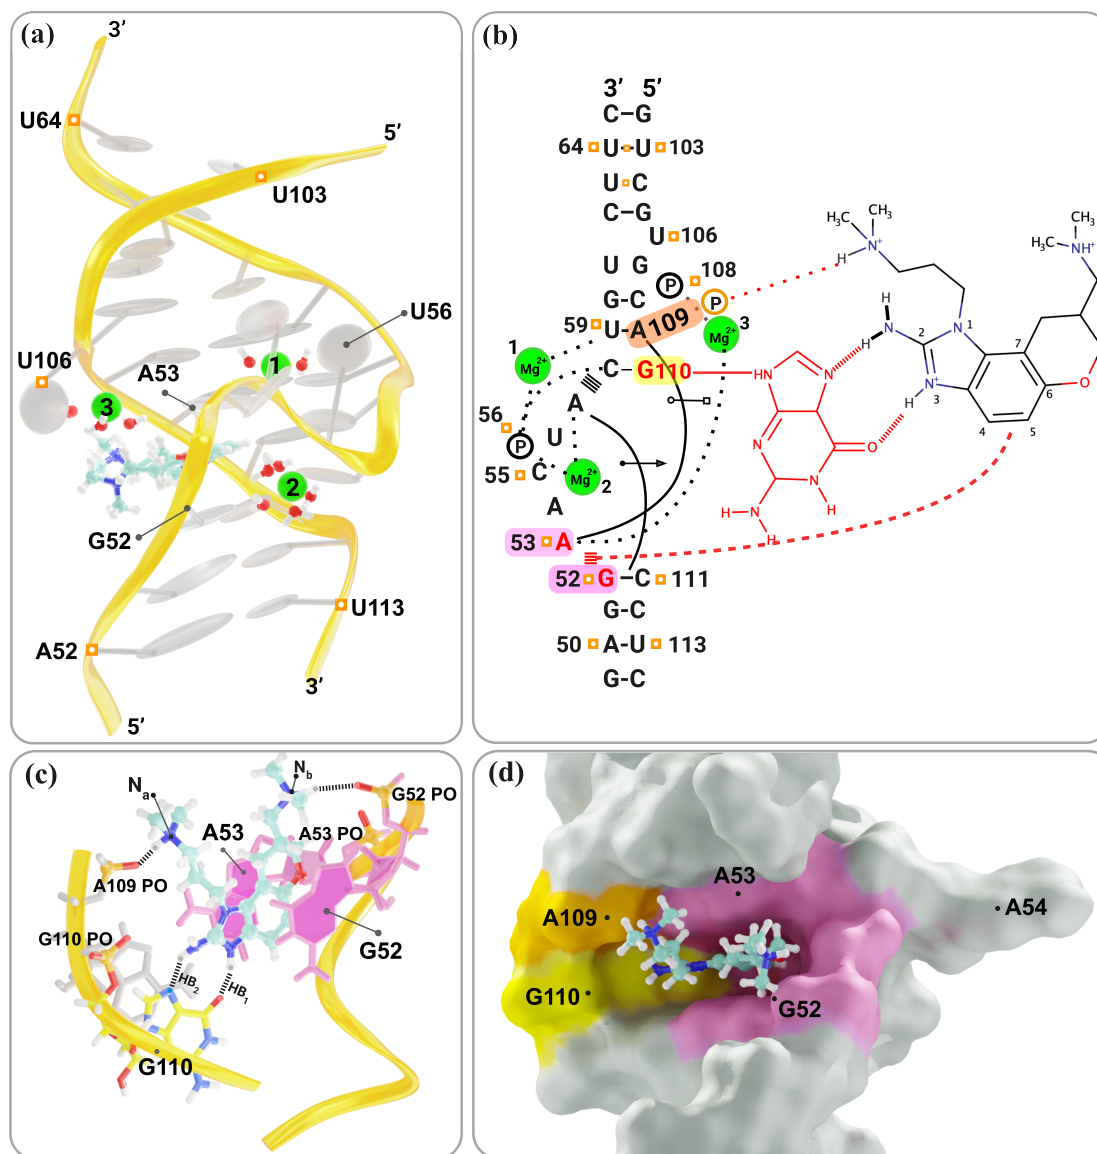 (a)
3’
U64
5’
U103
U56
U106
A53
1
3
2
G52
U113
A52
3’
5’
(b)
3’ 5’
C G
64 U U 103
U C
C G
U 106
U G
P 108
G C P
59 U A 109 Mg2+ 3
1 Mg2+
C G110
A
56
P U
55 C Mg2+ 2
A
53 A
52 G C 111
G C
50 A U 113
G C
H3C CH3
H N+
CH3
H3C NH+
H
H N N 1
2 7
N+ O
H 3 6
4 5
HN N
N O
N
H N H
H
(c)
Na
Nb
G52 PO
A53
A53 PO
A109 PO
G110 PO
G52
HB2
HB1
G110
(d)
A53
A109
A54
G110
G52